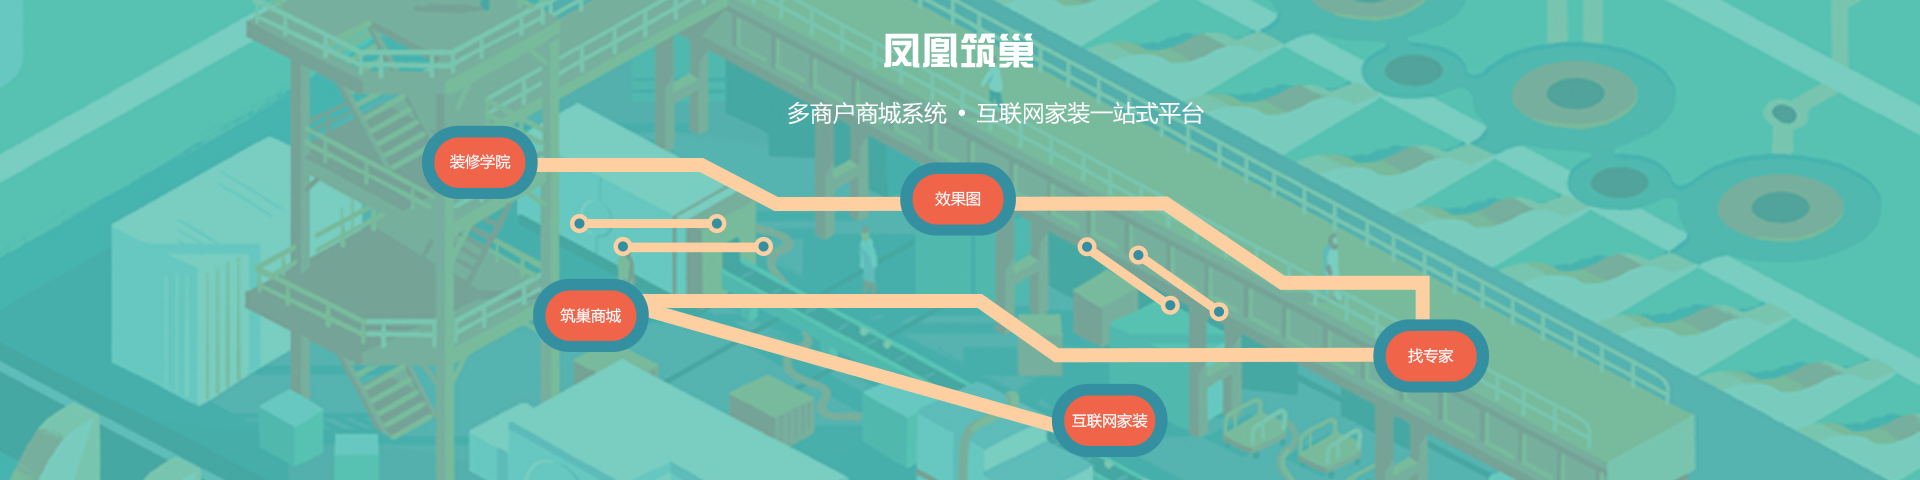 凤凰筑巢
多商户商城系统 • 互联网家装一站式平台
装修学院
效果图
筑巢商城
找专家
互联网家装